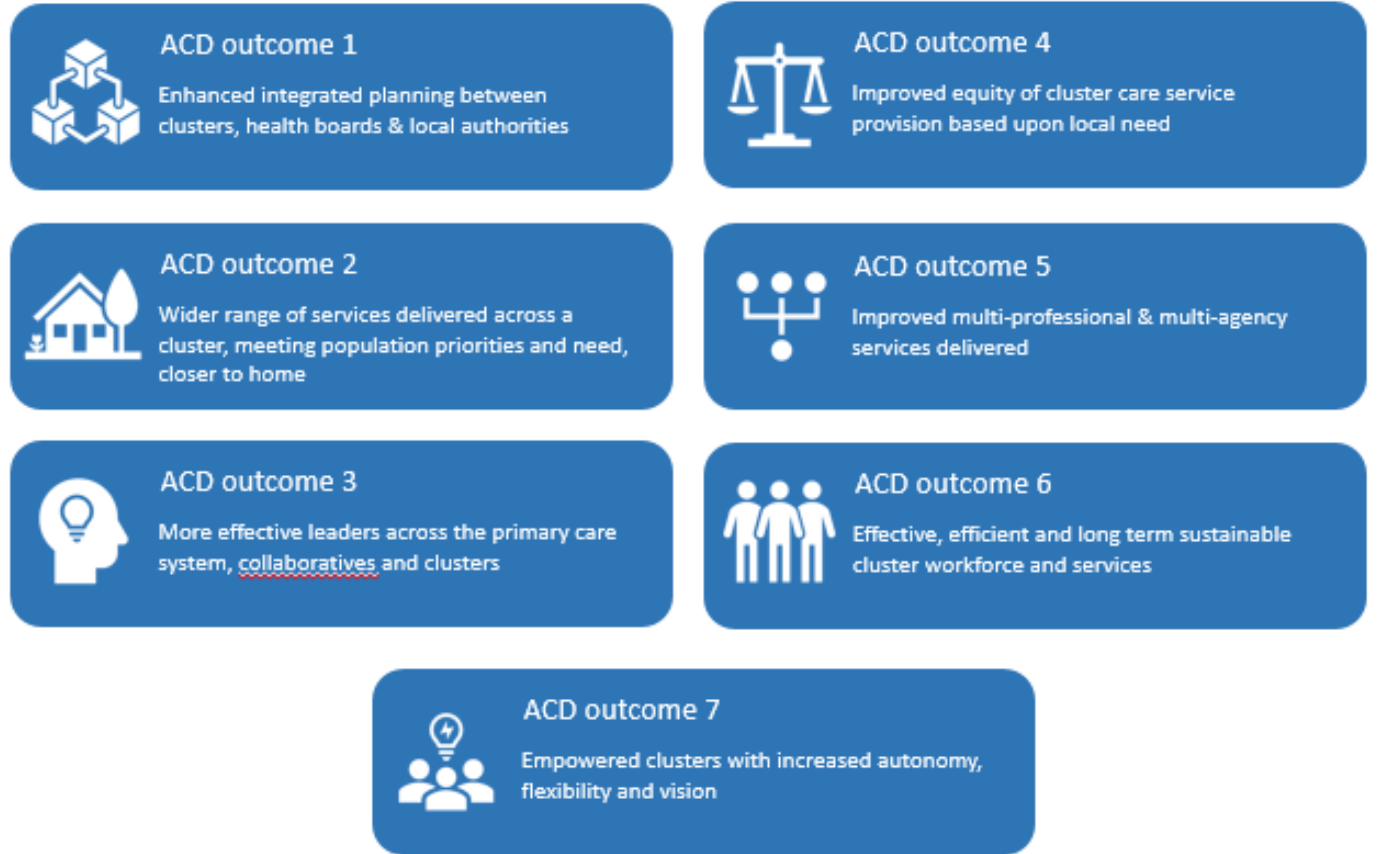 ACD outcome 1
Enhanced integrated planning between
clusters, health boards & local authorities
ACD outcome 2
Wider range of services delivered across a
cluster, meeting population priorities and need,
closer to home
ACD outcome 3
More effective leaders across the primary care
system, collaboratives and clusters
ACD outcome 4
Improved equity of cluster care service
provision based upon local need
ACD outcome 5
Improved multi-professional & multi-agency
services delivered
ACD outcome 6
Effective, efficient and long term sustainable
cluster workforce and services
ACD outcome 7
Empowered clusters with increased autonomy,
flexibility and vision